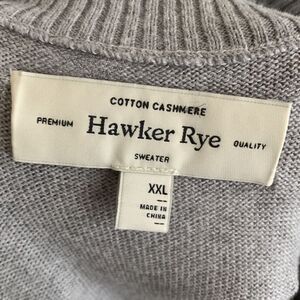 COTTON CASHMERE
PREMIUM Hawker Rye QUALITY
SWEATER
XXL
MADE IN
CHINA